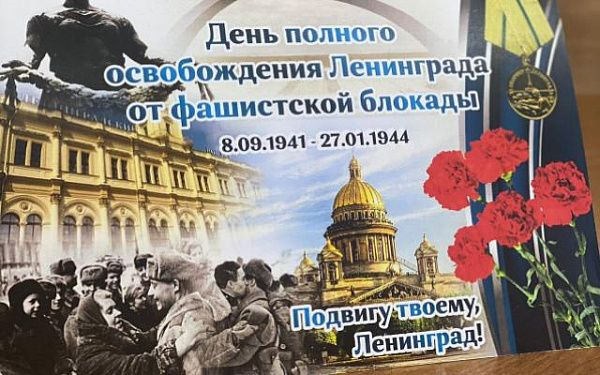 День полного
освобождения Ленинграда
от фашистской блокады
8.09.1941 - 27.01.1944
Подвигу твоему,
Ленинград!